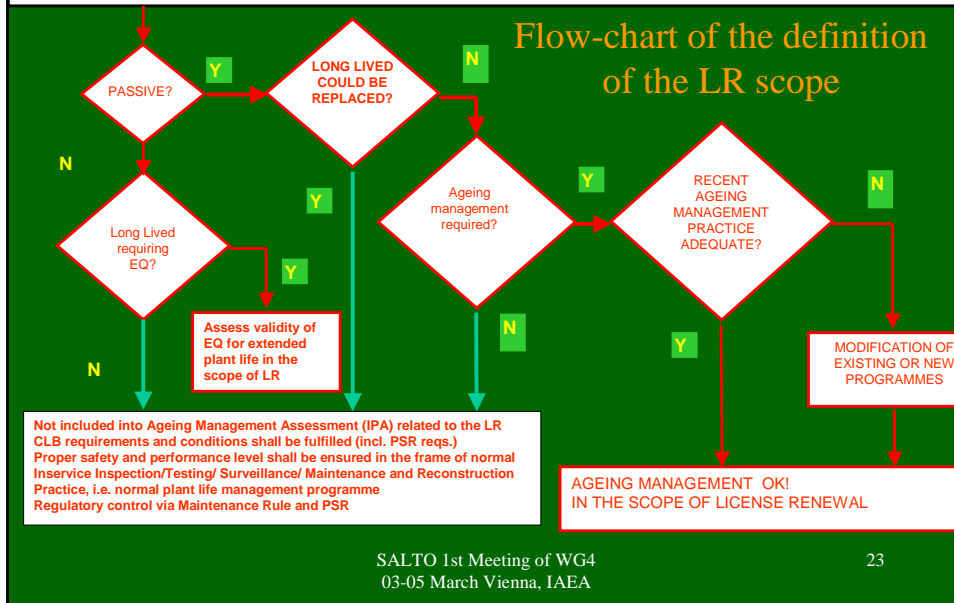 Flow-chart of the definition
of the LR scope
PASSIVE?
Y
LONG LIVED
COULD BE
REPLACED?
N
N
Long Lived
requiring
EQ?
Y
Y
Ageing
management
required?
Y
RECENT
AGEING
MANAGEMENT
PRACTICE
ADEQUATE?
N
Assess validity of
EQ for extended
plant life in the
scope of LR
N
N
Y
MODIFICATION OF
EXISTING OR NEW
PROGRAMMES
Not included into Ageing Management Assessment (IPA) related to the LR
CLB requirements and conditions shall be fulfilled (incl. PSR reqs.)
Proper safety and performance level shall be ensured in the frame of normal
Inservice Inspection/Testing/ Surveillance/ Maintenance and Reconstruction
Practice, i.e. normal plant life management programme
Regulatory control via Maintenance Rule and PSR
AGEING MANAGEMENT OK!
IN THE SCOPE OF LICENSE RENEWAL
SALTO 1st Meeting of WG4
03-05 March Vienna, IAEA
23